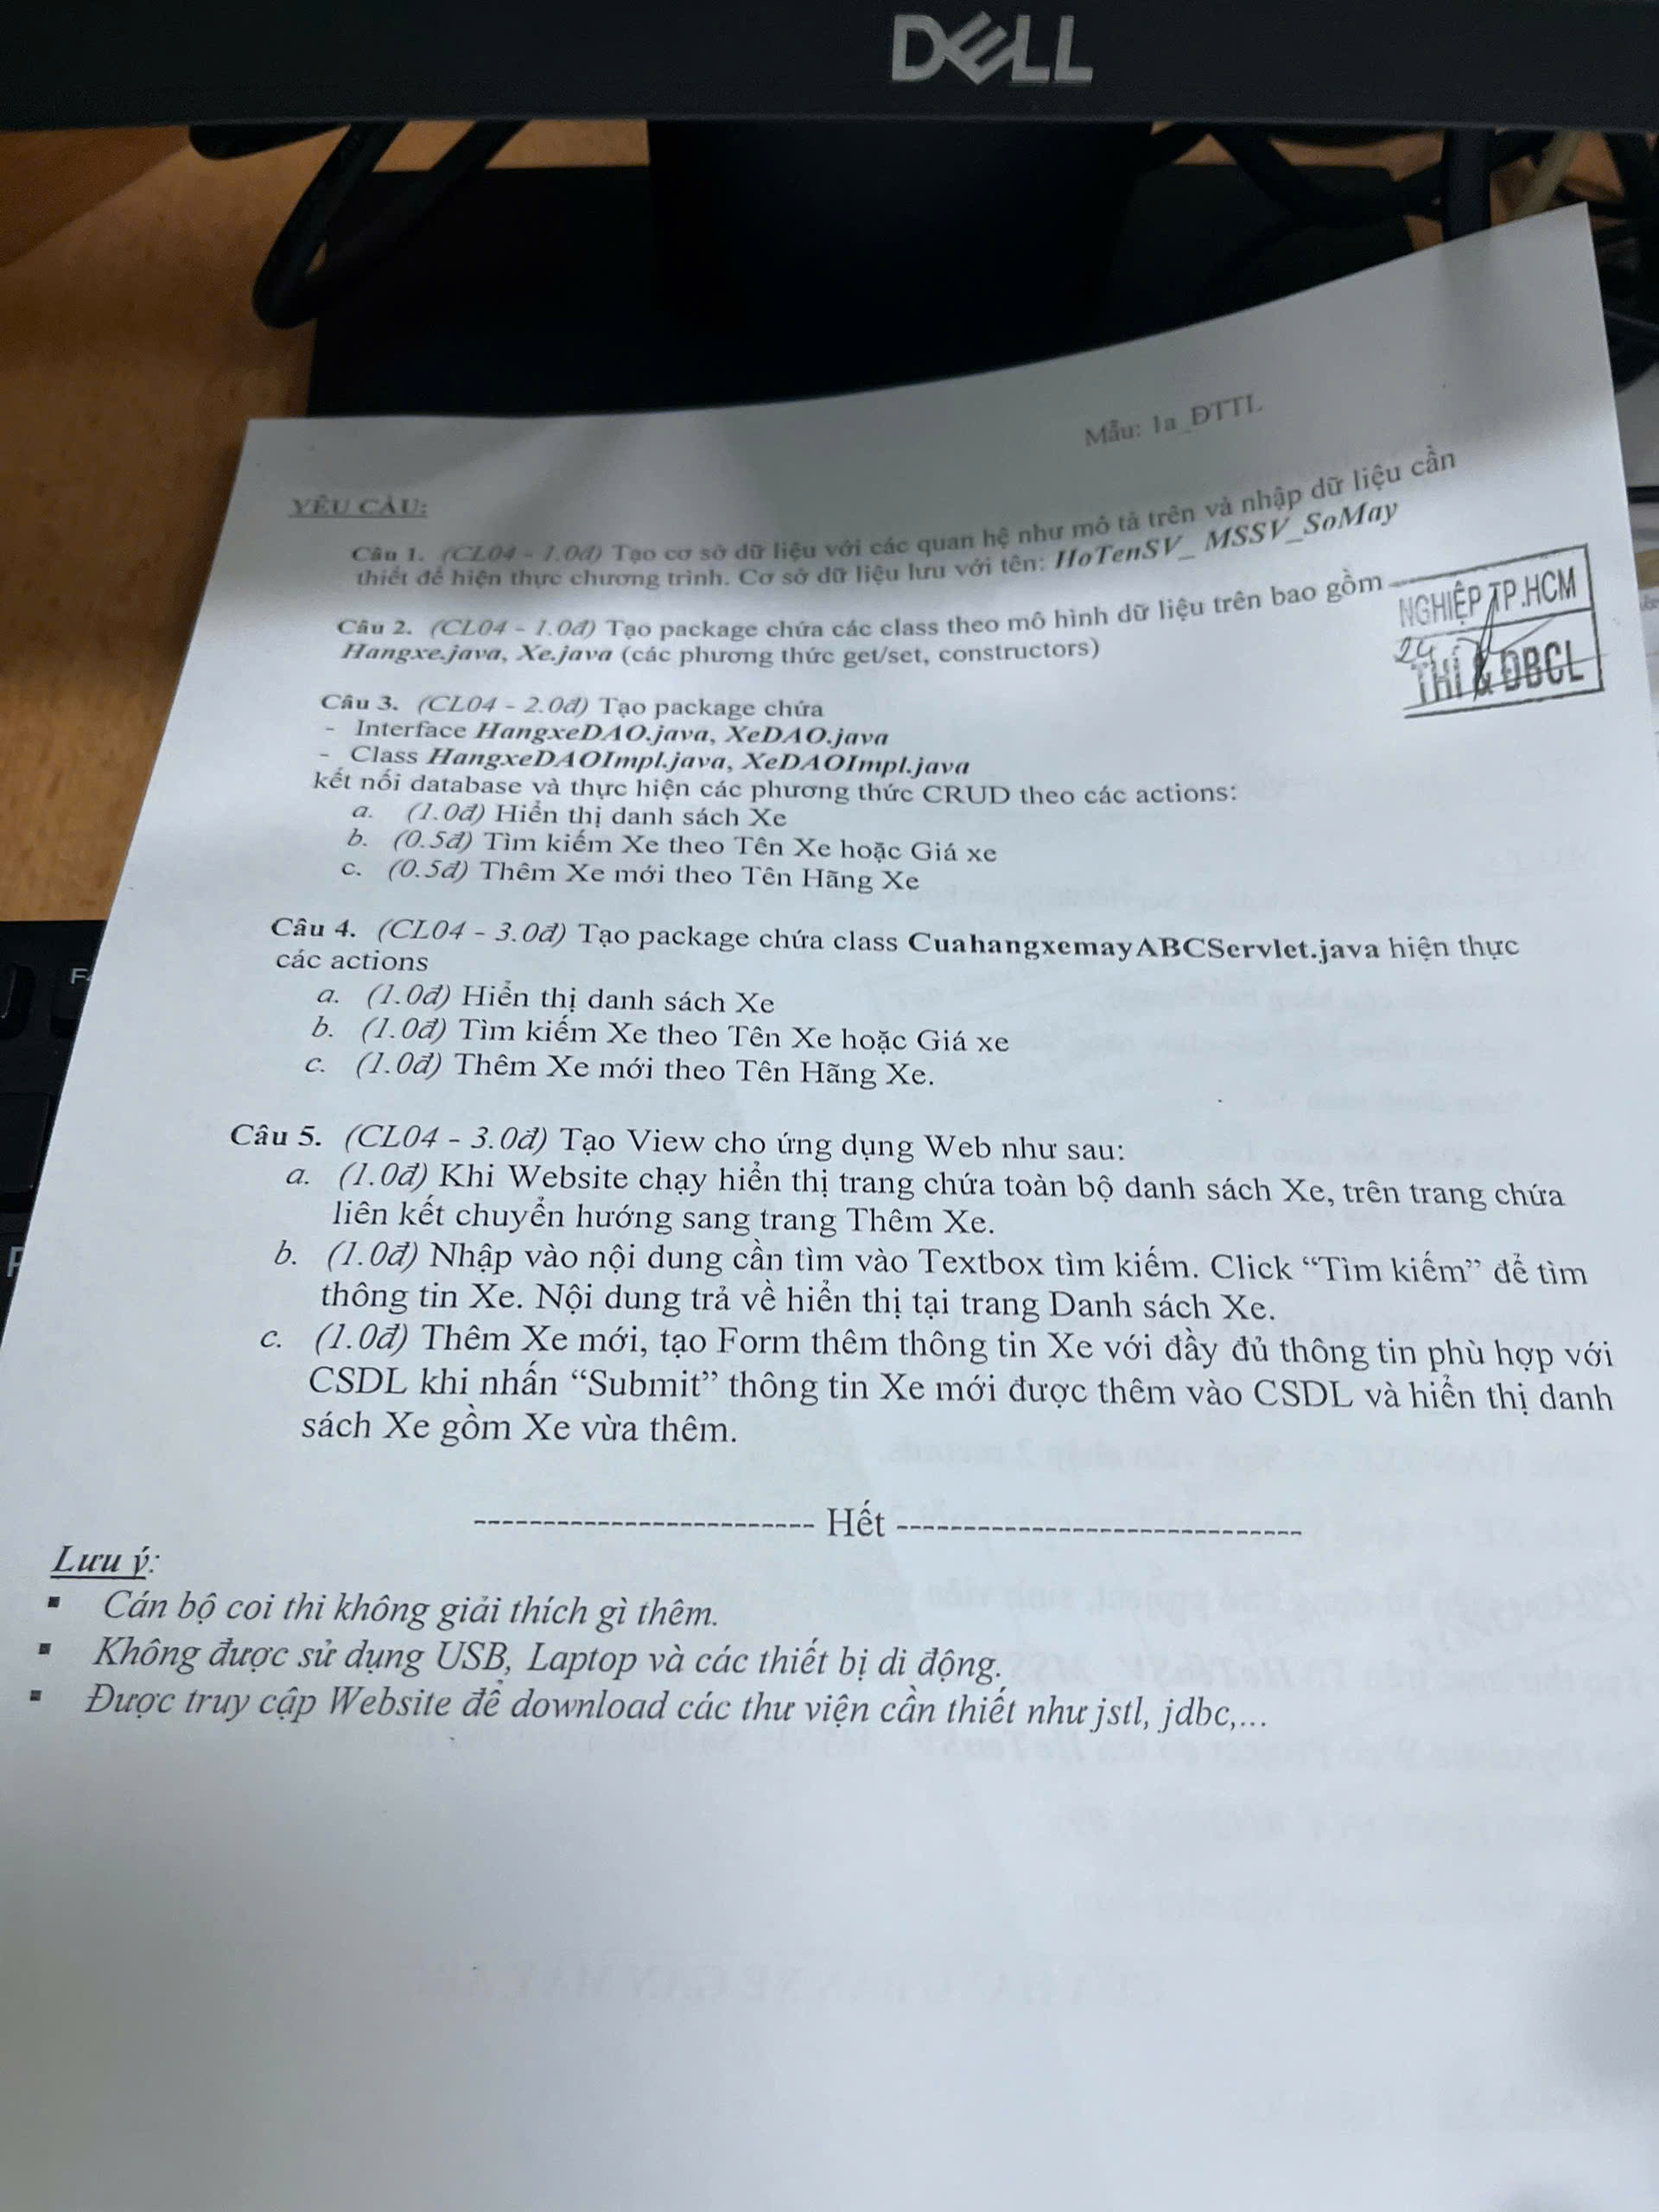 DELL
Mẫu: 1a_ĐTTL
YÊU CẦU:
Câu 1. (CL04 - 1.0đ) Tạo cơ sở dữ liệu với các quan hệ như mô tả trên và nhập dữ liệu cần
thiết để hiện thực chương trình. Cơ sở dữ liệu lưu với tên: HoTenSV_ MSSV_SoMay
Câu 2. (CL04 - 1.0đ) Tạo package chứa các class theo mô hình dữ liệu trên bao gồm
Hangxe.java, Xe.java (các phương thức get/set, constructors)
NGHIỆP TP.HCM
24
THÍ & ĐBCL
Câu 3. (CL04 - 2.0đ) Tạo package chứa
- Interface HangxeDAO.java, XeDAO.java
- Class HangxeDAOImpl.java, XeDAOImpl.java
kết nối database và thực hiện các phương thức CRUD theo các actions:
a. (1.0đ) Hiển thị danh sách Xe
b. (0.5đ) Tìm kiếm Xe theo Tên Xe hoặc Giá xe
c. (0.5đ) Thêm Xe mới theo Tên Hãng Xe
Câu 4. (CL04 - 3.0đ) Tạo package chứa class CuahangxemayABCServlet.java hiện thực
các actions
a. (1.0đ) Hiển thị danh sách Xe
b. (1.0đ) Tìm kiếm Xe theo Tên Xe hoặc Giá xe
c. (1.0đ) Thêm Xe mới theo Tên Hãng Xe.
Câu 5. (CL04 - 3.0đ) Tạo View cho ứng dụng Web như sau:
a. (1.0đ) Khi Website chạy hiển thị trang chứa toàn bộ danh sách Xe, trên trang chứa
liên kết chuyển hướng sang trang Thêm Xe.
b. (1.0đ) Nhập vào nội dung cần tìm vào Textbox tìm kiếm. Click “Tìm kiếm” để tìm
thông tin Xe. Nội dung trả về hiển thị tại trang Danh sách Xe.
c. (1.0đ) Thêm Xe mới, tạo Form thêm thông tin Xe với đầy đủ thông tin phù hợp với
CSDL khi nhấn “Submit” thông tin Xe mới được thêm vào CSDL và hiển thị danh
sách Xe gồm Xe vừa thêm.
------------------------- Hết ------------------------------
Lưu ý:
▪ Cán bộ coi thi không giải thích gì thêm.
▪ Không được sử dụng USB, Laptop và các thiết bị di động.
▪ Được truy cập Website để download các thư viện cần thiết như jstl, jdbc,...